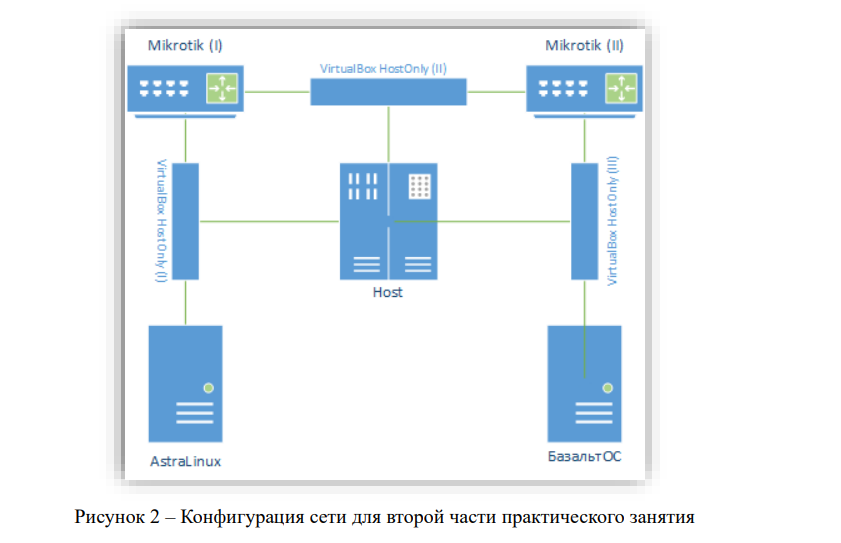 Mikrotik (I)
Mikrotik (II)
VirtualBox HostOnly (II)
VirtualBox HostOnly (I)
VirtualBox HostOnly (III)
Host
AstraLinux
БазальтОС
Рисунок 2 – Конфигурация сети для второй части практического занятия